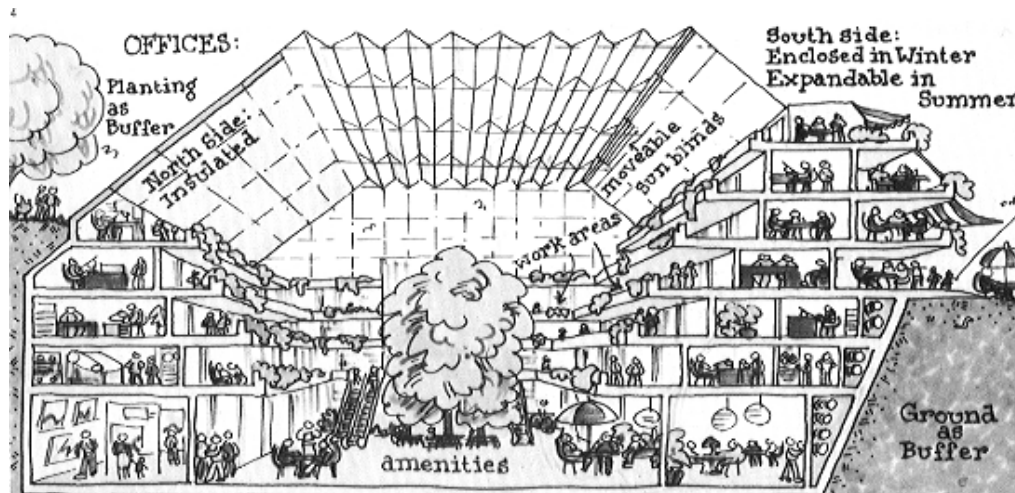 4
OFFICES:
Planting
as
Buffer
North Side:
Insulated
moveable
sun blinds
South side:
Enclosed in Winter
Expandable in
Summer
work areas
amenities
Ground
as
Buffer